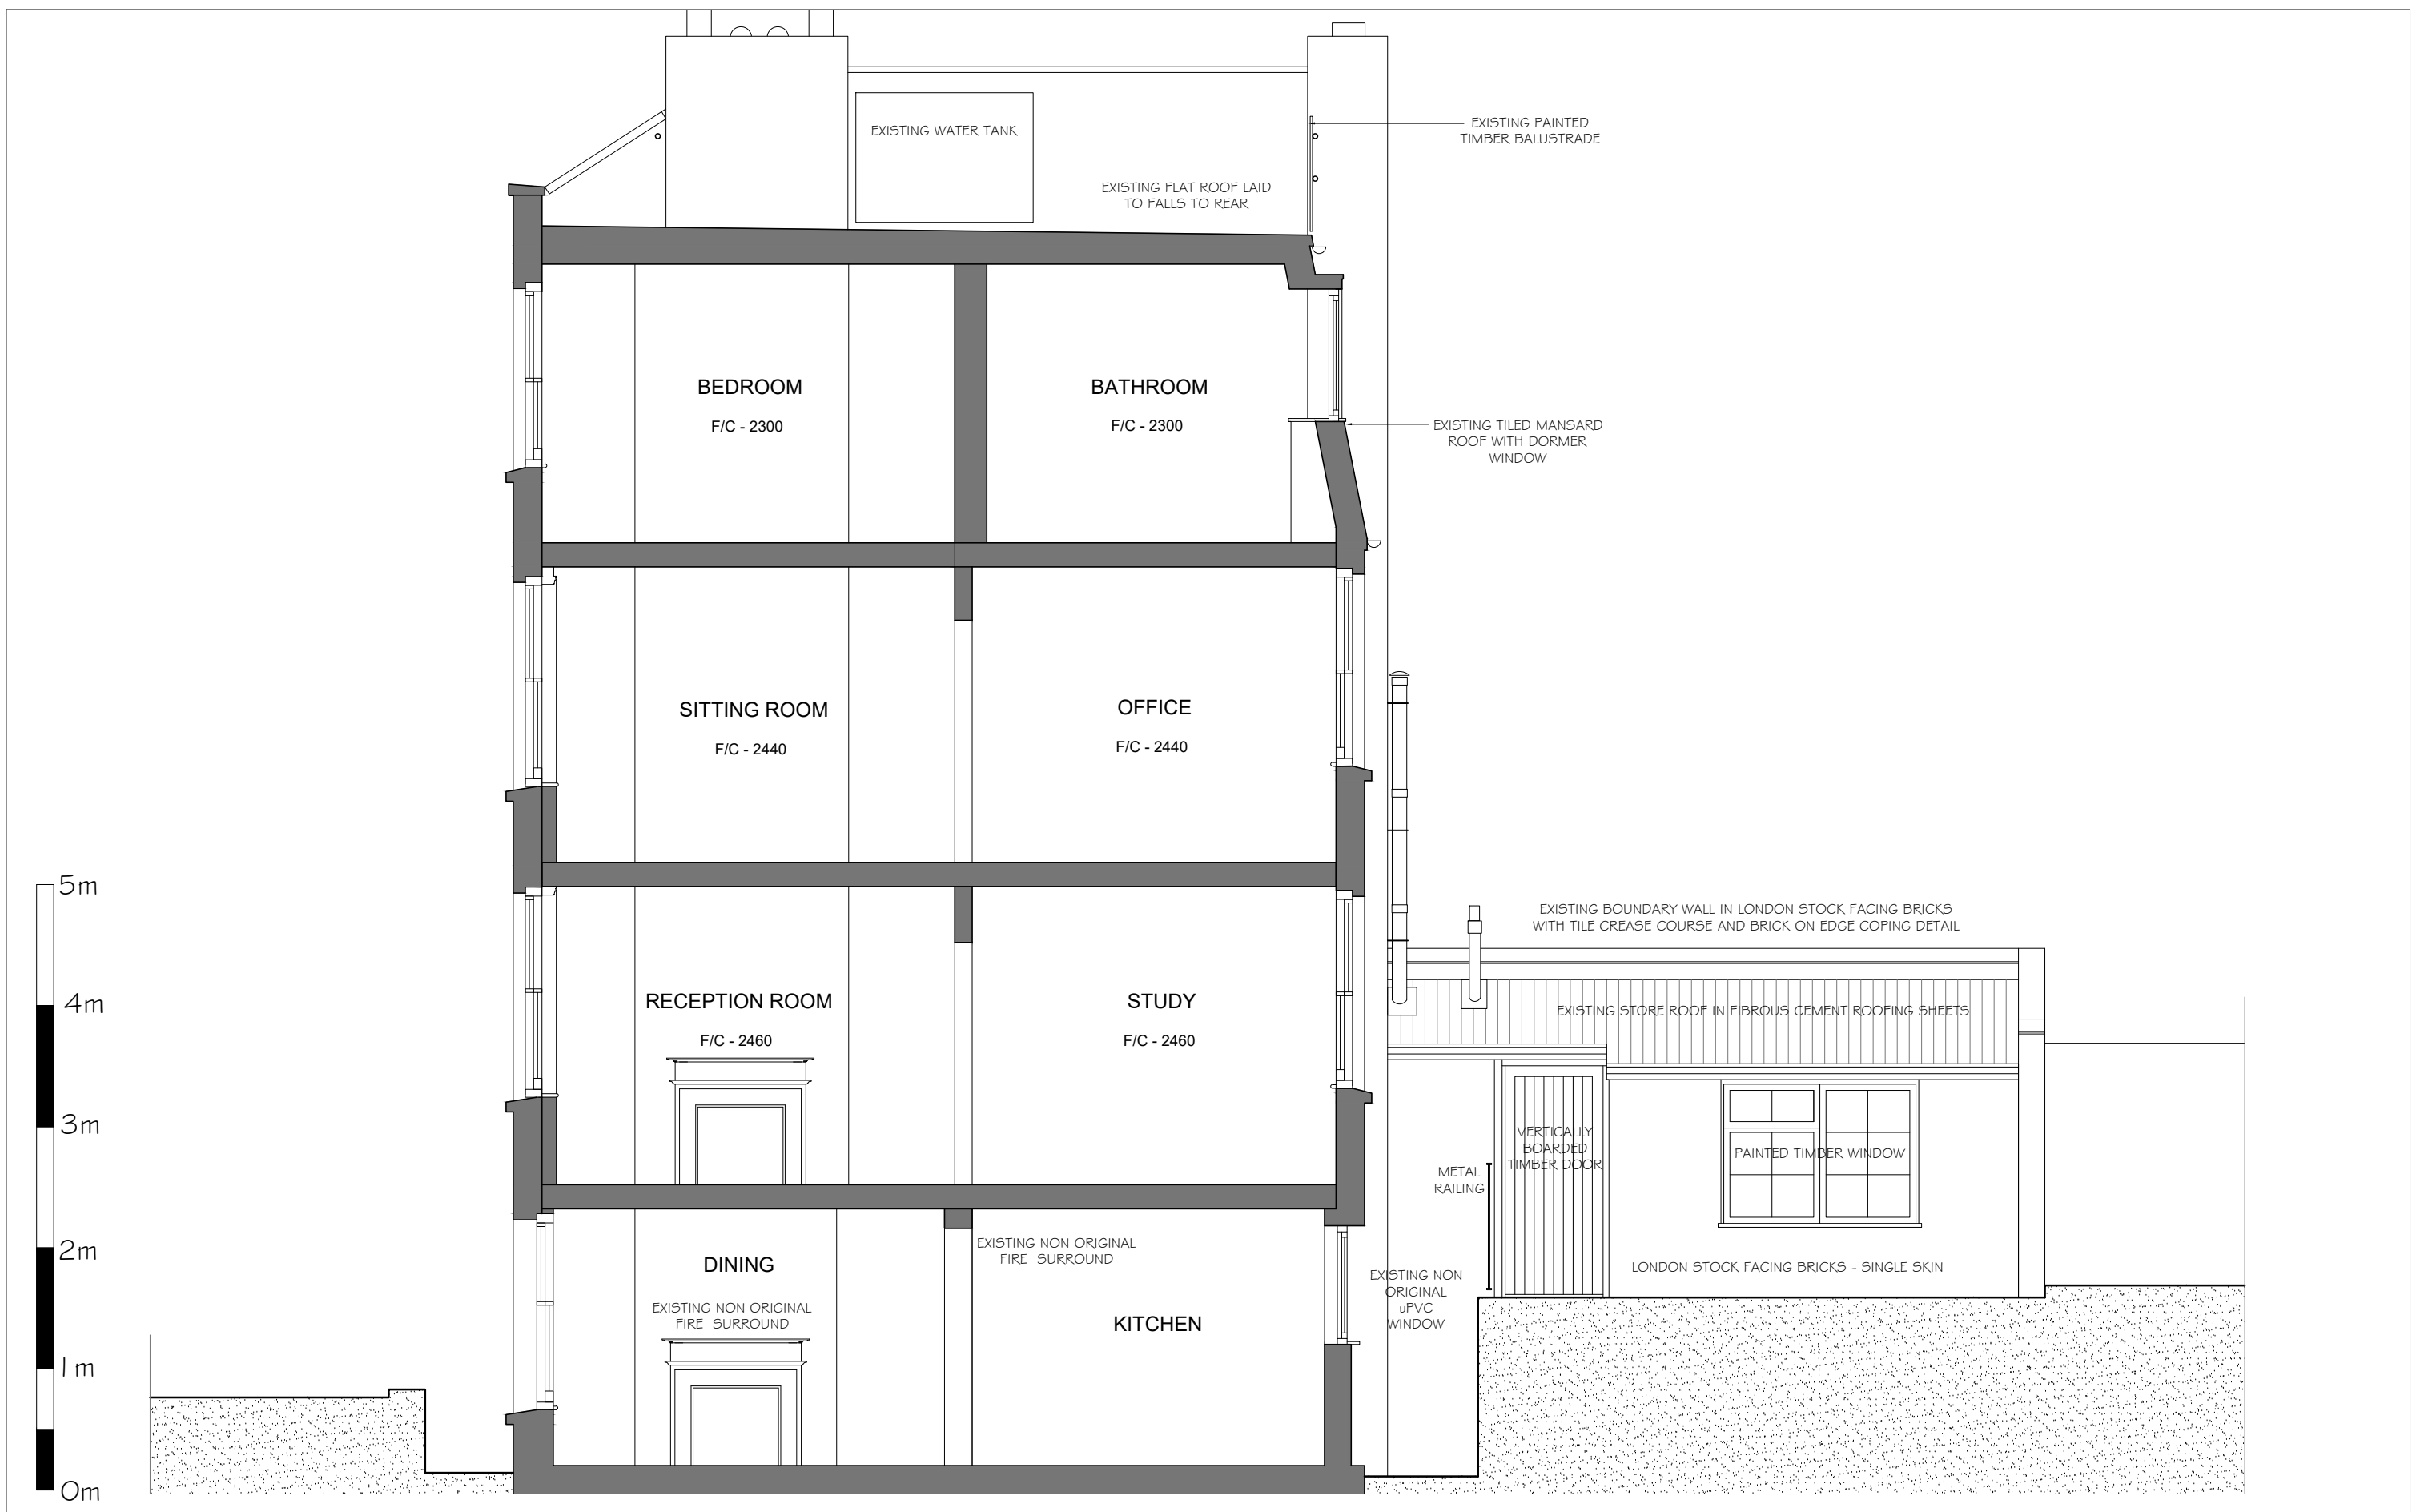 EXISTING WATER TANK
EXISTING PAINTED
TIMBER BALUSTRADE
EXISTING FLAT ROOF LAID
TO FALLS TO REAR
BEDROOM
F/C - 2300
BATHROOM
F/C - 2300
EXISTING TILED MANSARD
ROOF WITH DORMER
WINDOW
SITTING ROOM
F/C - 2440
OFFICE
F/C - 2440
EXISTING BOUNDARY WALL IN LONDON STOCK FACING BRICKS
WITH TILE CREASE COURSE AND BRICK ON EDGE COPING DETAIL
RECEPTION ROOM
F/C - 2460
STUDY
F/C - 2460
EXISTING STORE ROOF IN FIBROUS CEMENT ROOFING SHEETS
VERTICALLY
BOARDED
TIMBER DOOR
PAINTED TIMBER WINDOW
METAL
RAILING
DINING
EXISTING NON ORIGINAL
FIRE SURROUND
EXISTING NON ORIGINAL
FIRE SURROUND
KITCHEN
EXISTING NON
ORIGINAL
uPVC
WINDOW
LONDON STOCK FACING BRICKS - SINGLE SKIN
5m
4m
3m
2m
1m
0m